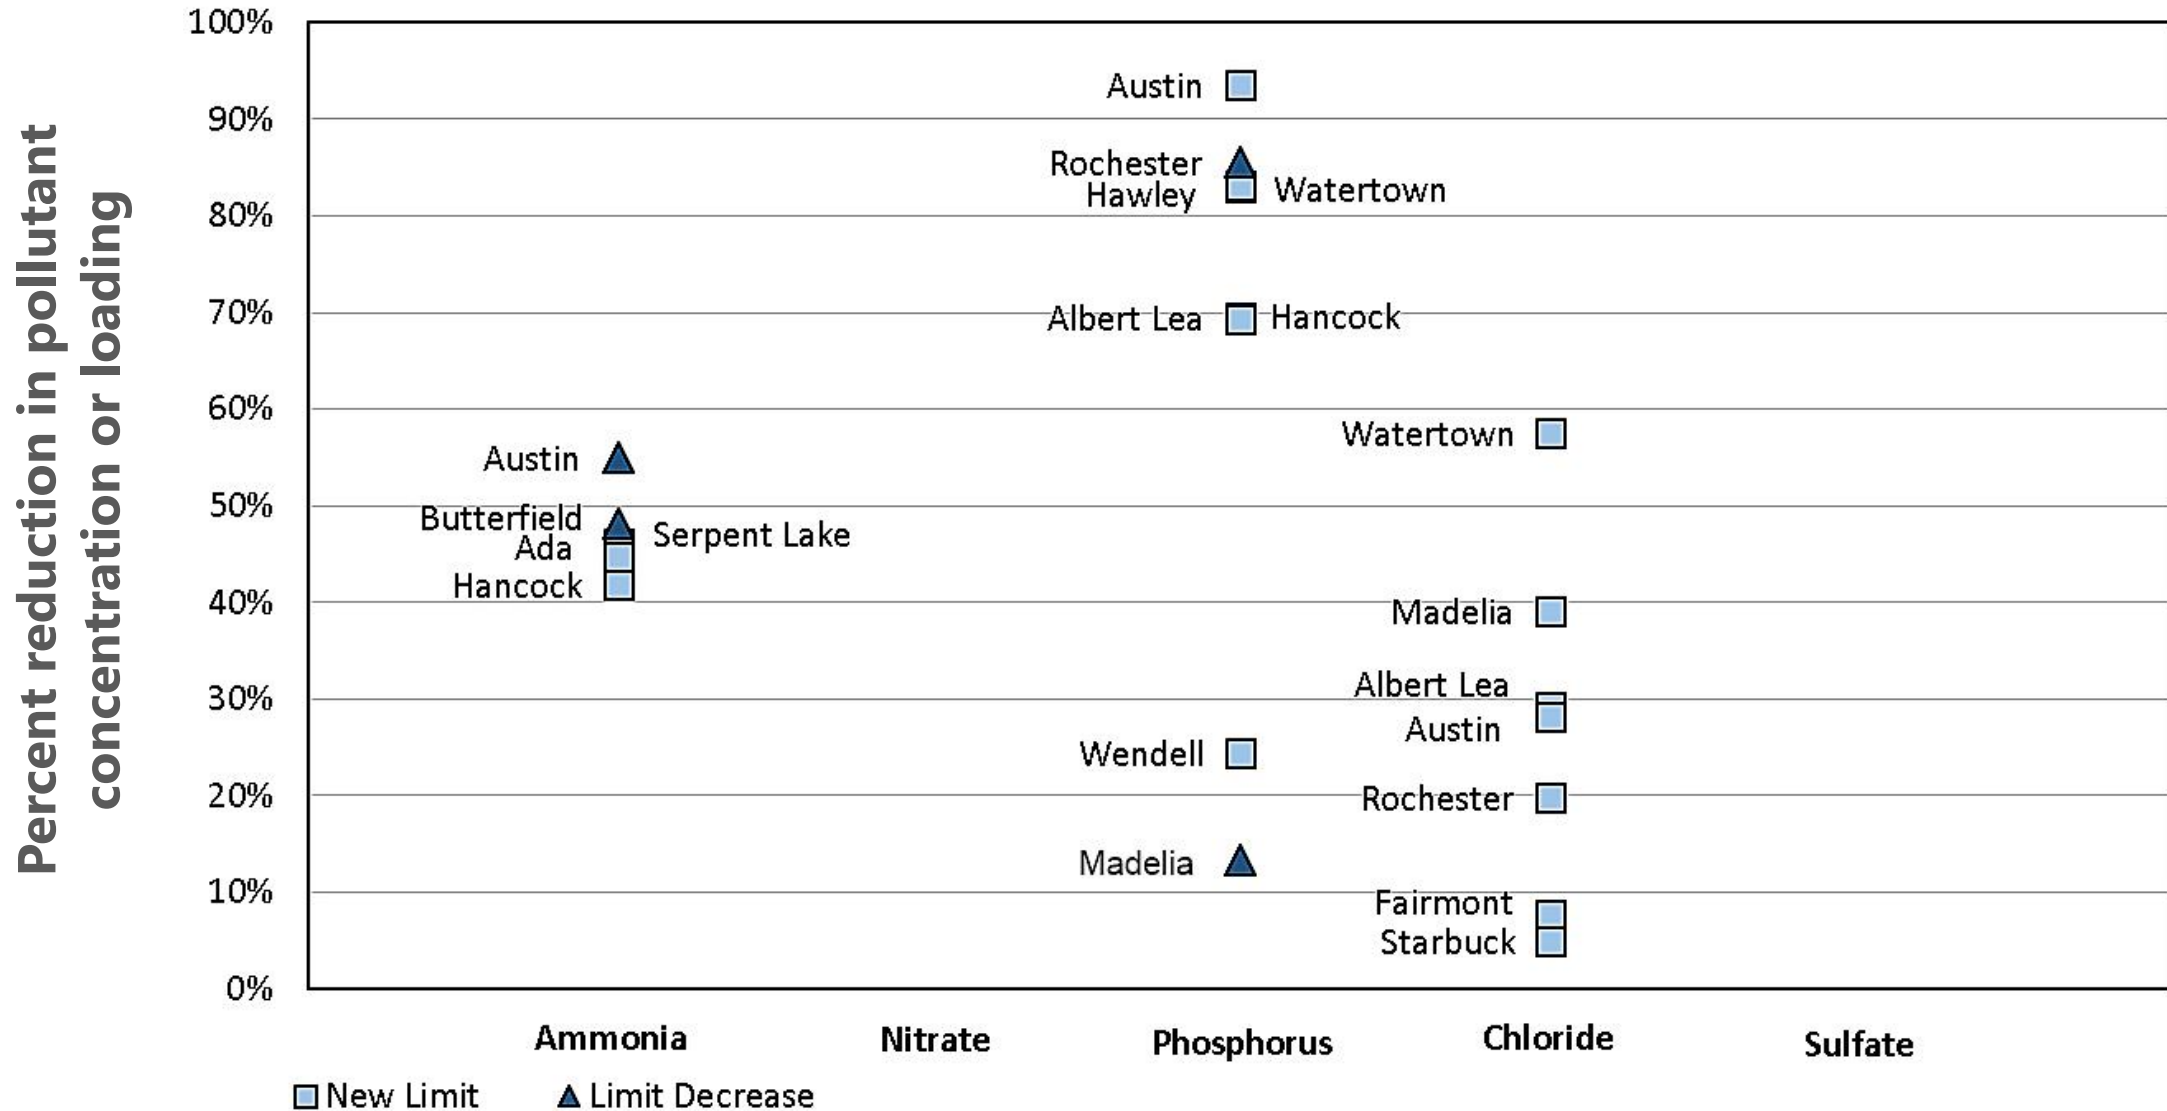 Percent reduction in pollutant
concentration or loading
100%
90%
80%
70%
60%
50%
40%
30%
20%
10%
0%
Austin
Butterfield
Serpent Lake
Ada
Hancock
Austin
Rochester
Hawley
Watertown
Albert Lea
Hancock
Wendell
Madelia
Watertown
Madelia
Albert Lea
Austin
Rochester
Fairmont
Starbuck
Ammonia
Nitrate
Phosphorus
Chloride
Sulfate
New Limit
Limit Decrease